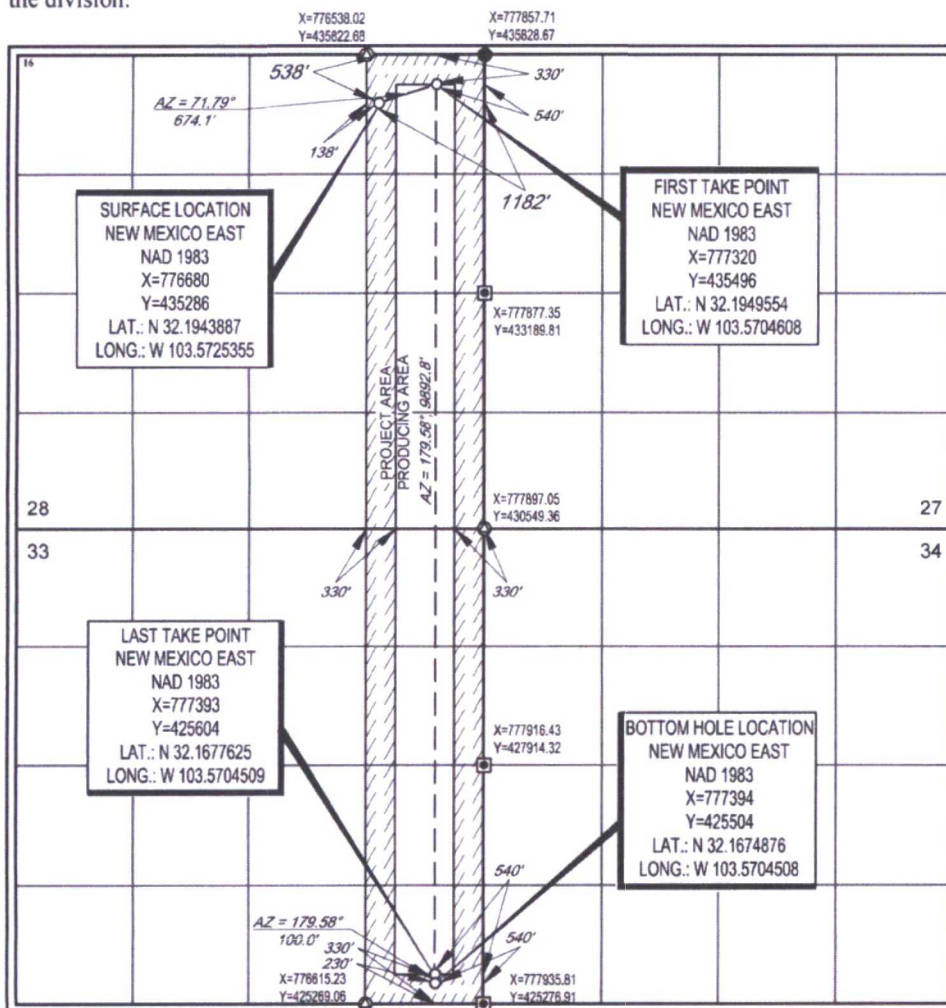 the division.
X=776538.02
Y=435822.68
X=777857.71
Y=435828.67
16
538'
330'
AZ = 71.79°
674.1'
540'
138'
1182'
SURFACE LOCATION
NEW MEXICO EAST
NAD 1983
X=776680
Y=435286
LAT.: N 32.1943887
LONG.: W 103.5725355
FIRST TAKE POINT
NEW MEXICO EAST
NAD 1983
X=777320
Y=435496
LAT.: N 32.1949554
LONG.: W 103.5704608
X=777877.35
Y=433189.81
PROJECT AREA
PRODUCING AREA
AZ = 179.58°, 9892.8'
X=777897.05
Y=430549.36
28
27
33
34
330'
330'
LAST TAKE POINT
NEW MEXICO EAST
NAD 1983
X=777393
Y=425604
LAT.: N 32.1677625
LONG.: W 103.5704509
X=777916.43
Y=427914.32
BOTTOM HOLE LOCATION
NEW MEXICO EAST
NAD 1983
X=777394
Y=425504
LAT.: N 32.1674876
LONG.: W 103.5704508
540'
AZ = 179.58°
100.0'
330'
230'
540'
X=776615.23
Y=425269.06
X=777935.81
Y=425276.91